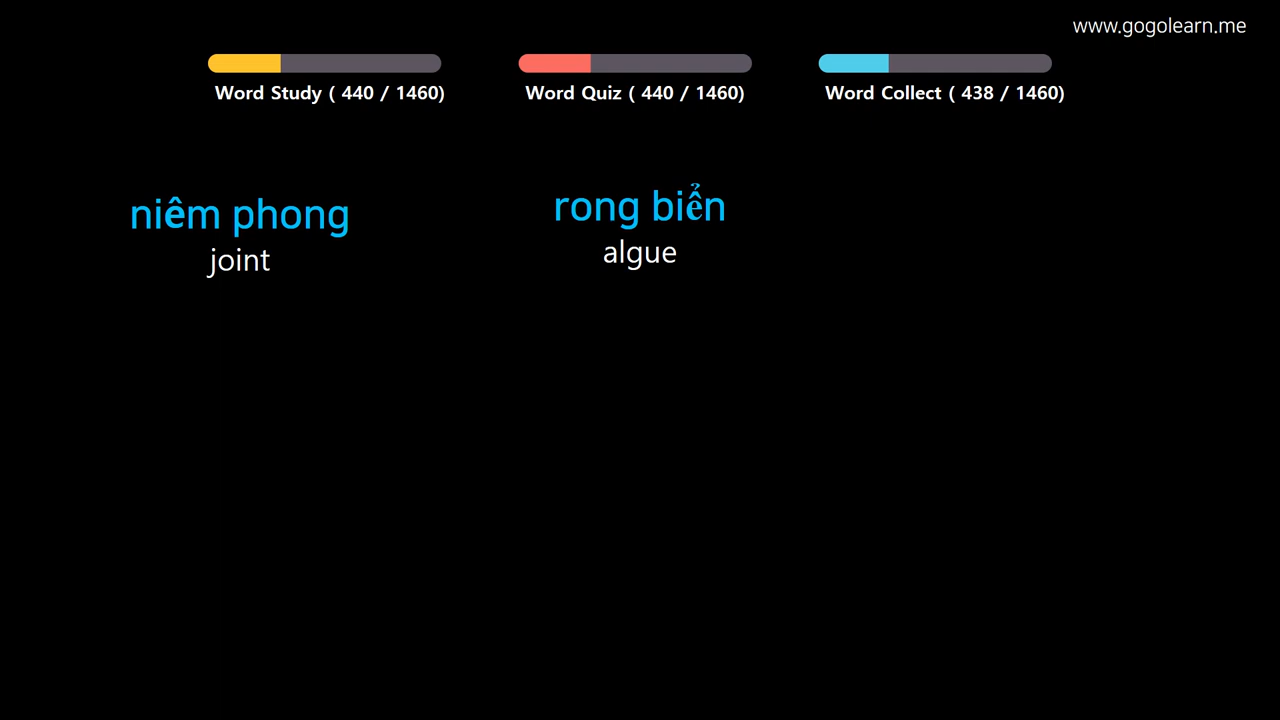 www.gogolearn.me
Word Study ( 440 / 1460)
Word Quiz ( 440 / 1460)
Word Collect ( 438 / 1460)
niêm phong
joint
rong biển
algue